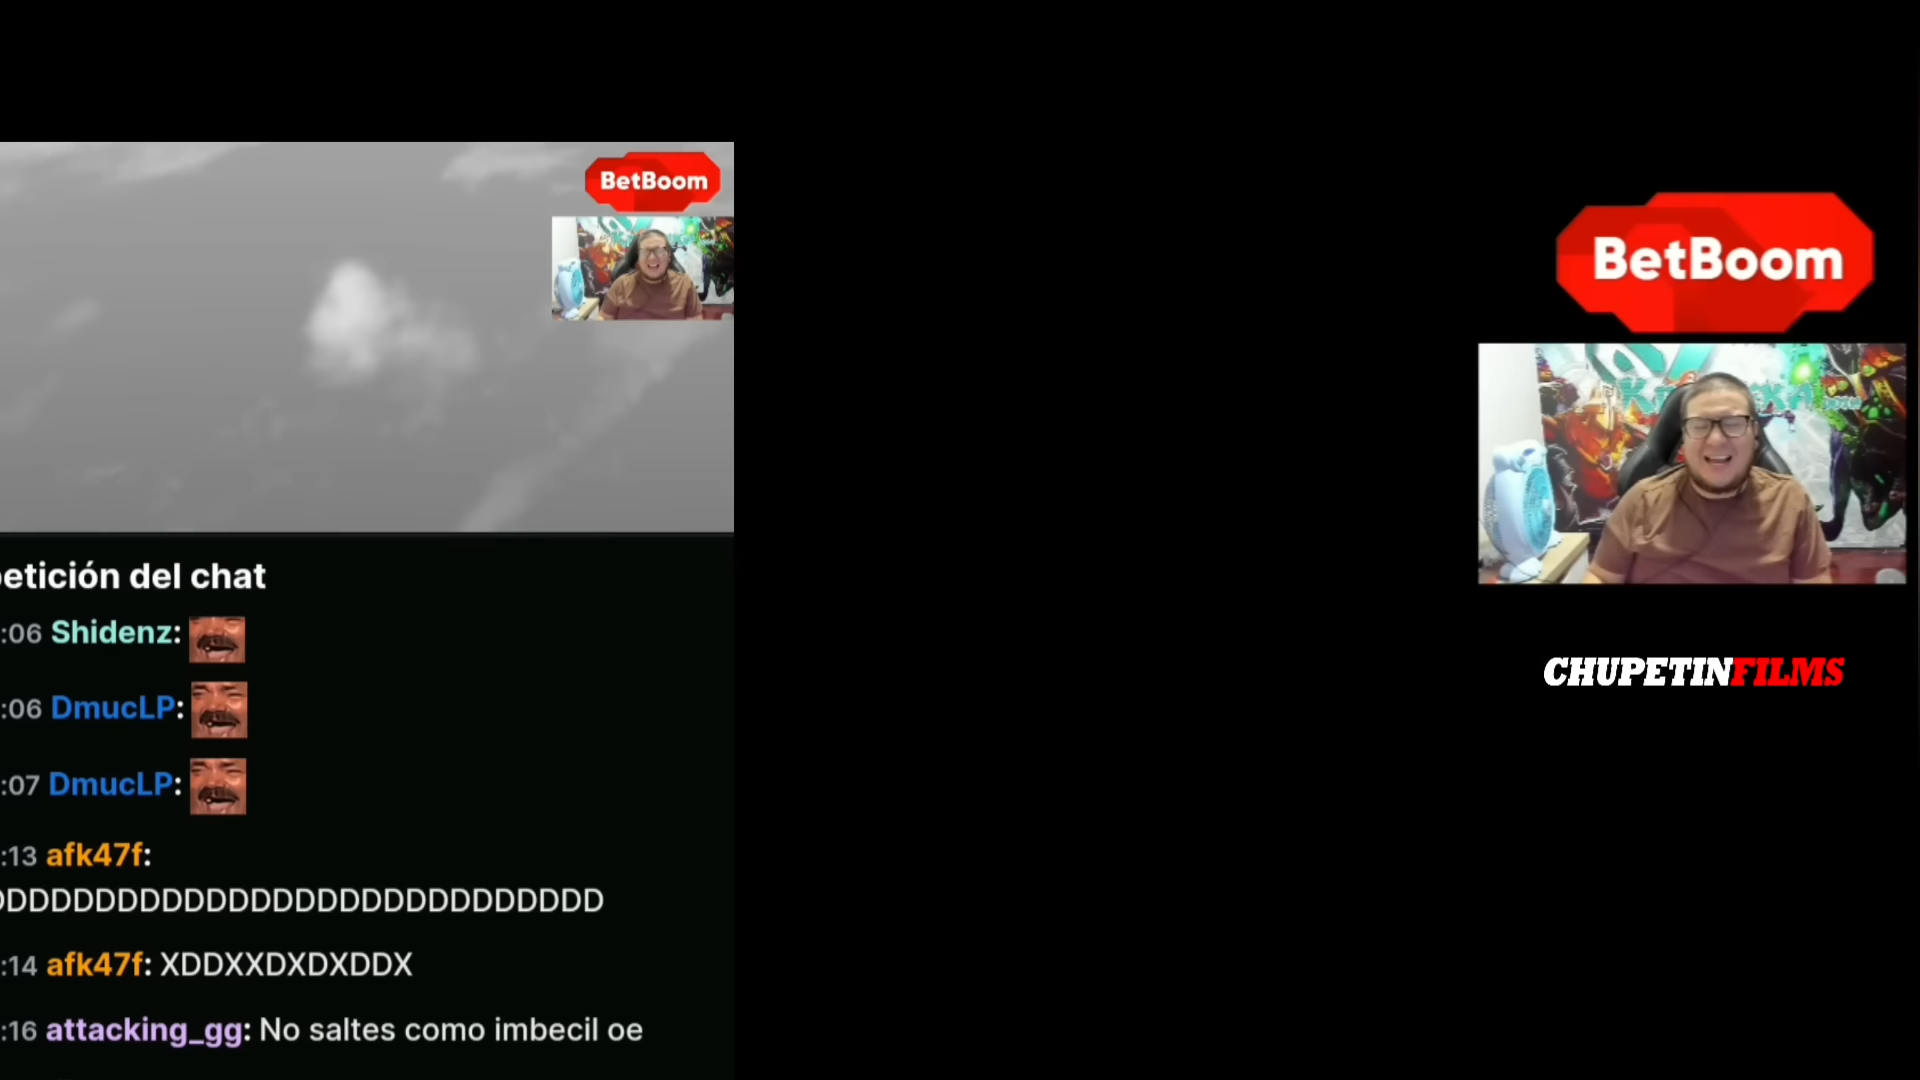 BetBoom
etición del chat
:06 Shidenz:
:06 DmucLP:
:07 DmucLP:
:13 afk47f:
DDDDDDDDDDDDDDDDDDDDDDDDDDDD
:14 afk47f: XDDXXDXDXDDX
:16 attacking_gg: No saltes como imbecil oe
BetBoom
CHUPETINFILMS